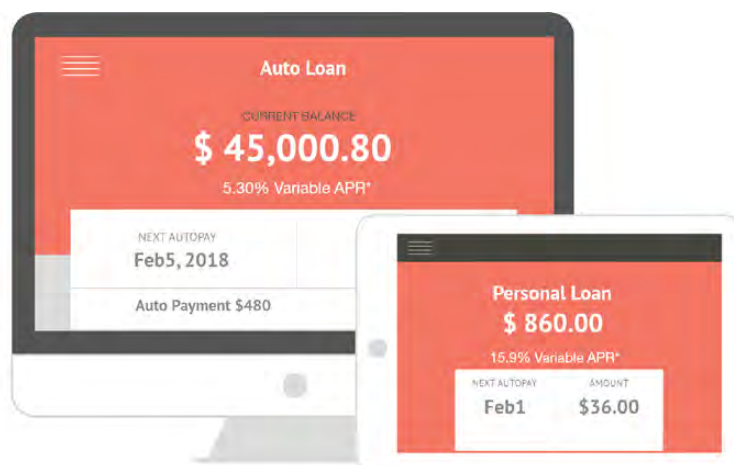 Auto Loan
CURRENT BALANCE
$ 45,000.80
5.30% Variable APR*
NEXT AUTOPAY
Feb5, 2018
Auto Payment $480
Personal Loan
$ 860.00
15.9% Variable APR*
NEXT AUTOPAY AMOUNT
Feb1 $36.00